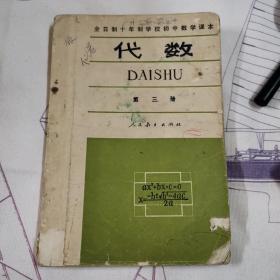 全日制十年制学校初中数学课本
代数
DAISHU
第三册
人民教育出版社
ax²+bx+c=0
x=-b±√b²-4ac/2a